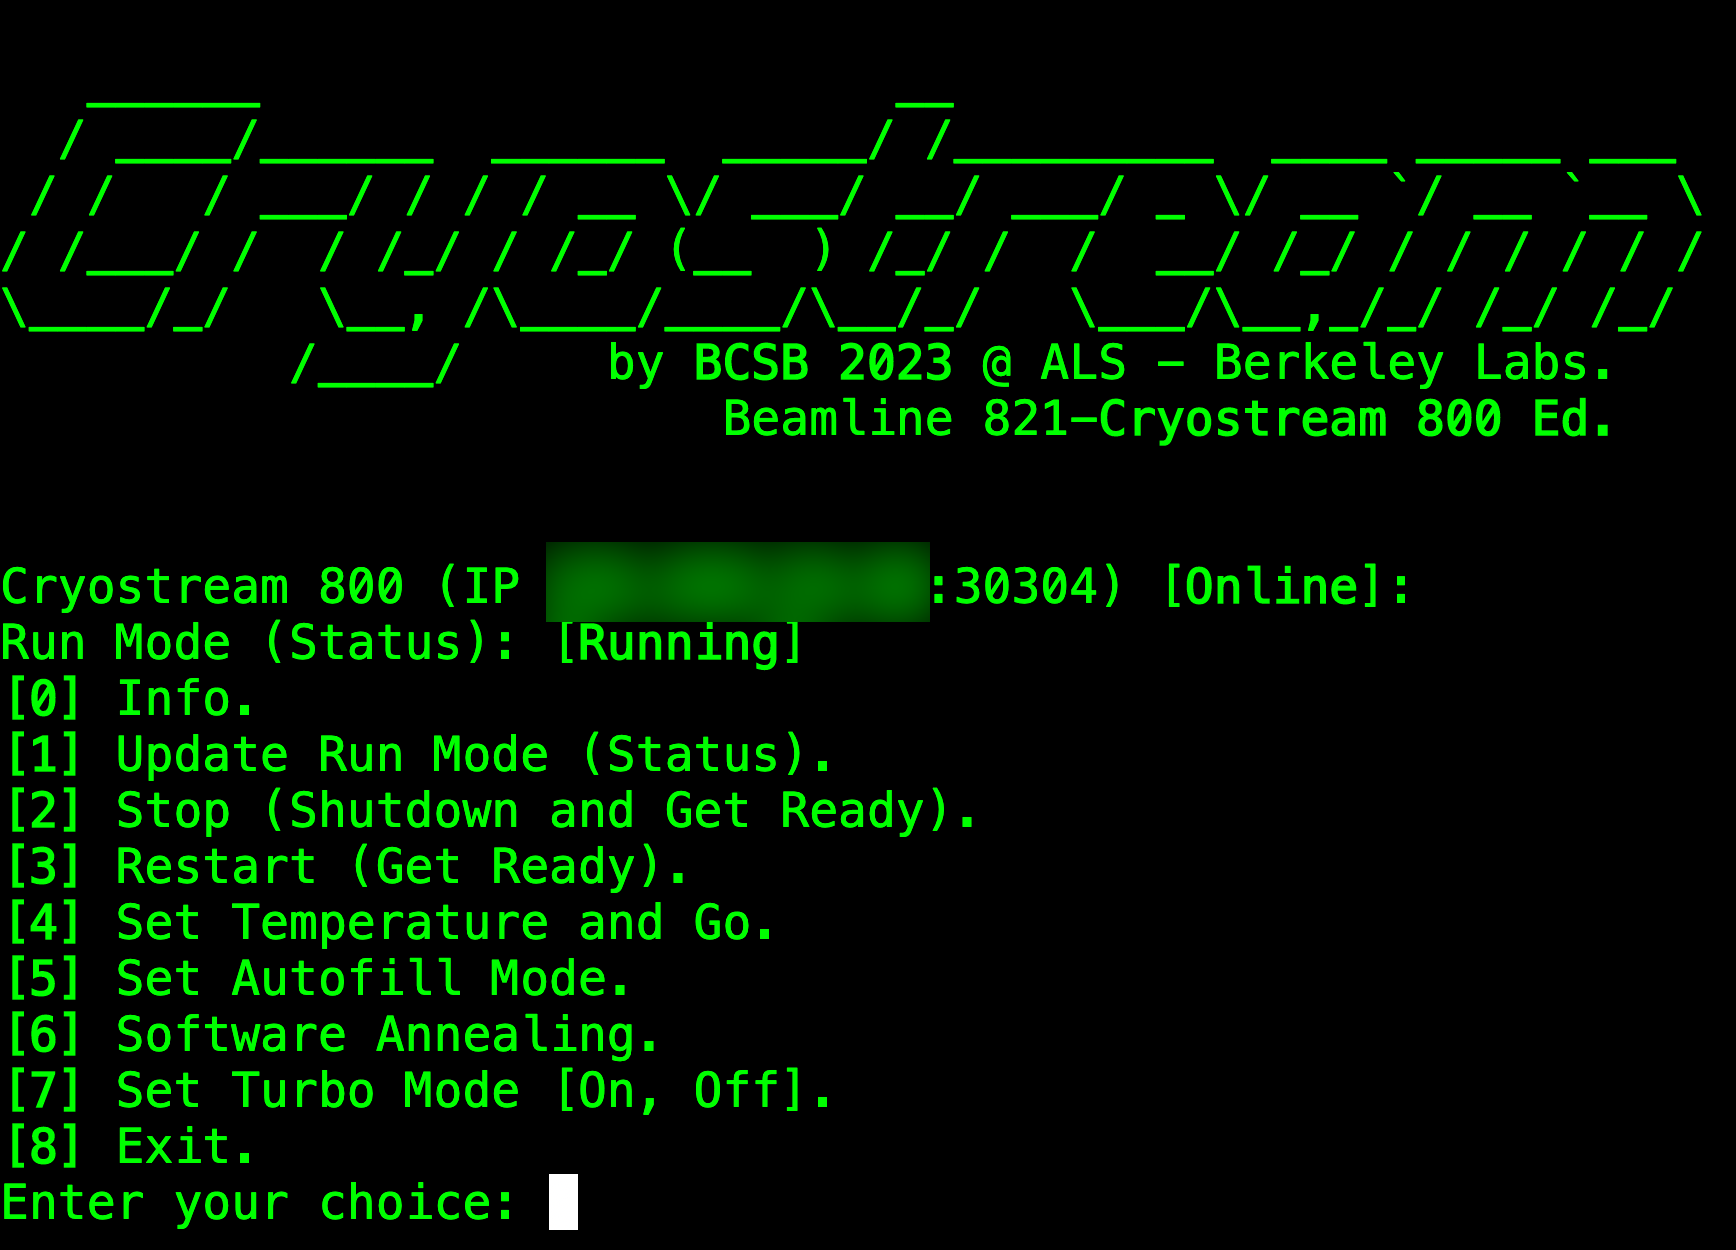 Cryostream
by BCSB 2023 @ ALS - Berkeley Labs.
Beamline 821-Cryostream 800 Ed.
Cryostream 800 (IP :30304) [Online]:
Run Mode (Status): [Running]
[0] Info.
[1] Update Run Mode (Status).
[2] Stop (Shutdown and Get Ready).
[3] Restart (Get Ready).
[4] Set Temperature and Go.
[5] Set Autofill Mode.
[6] Software Annealing.
[7] Set Turbo Mode [On, Off].
[8] Exit.
Enter your choice: